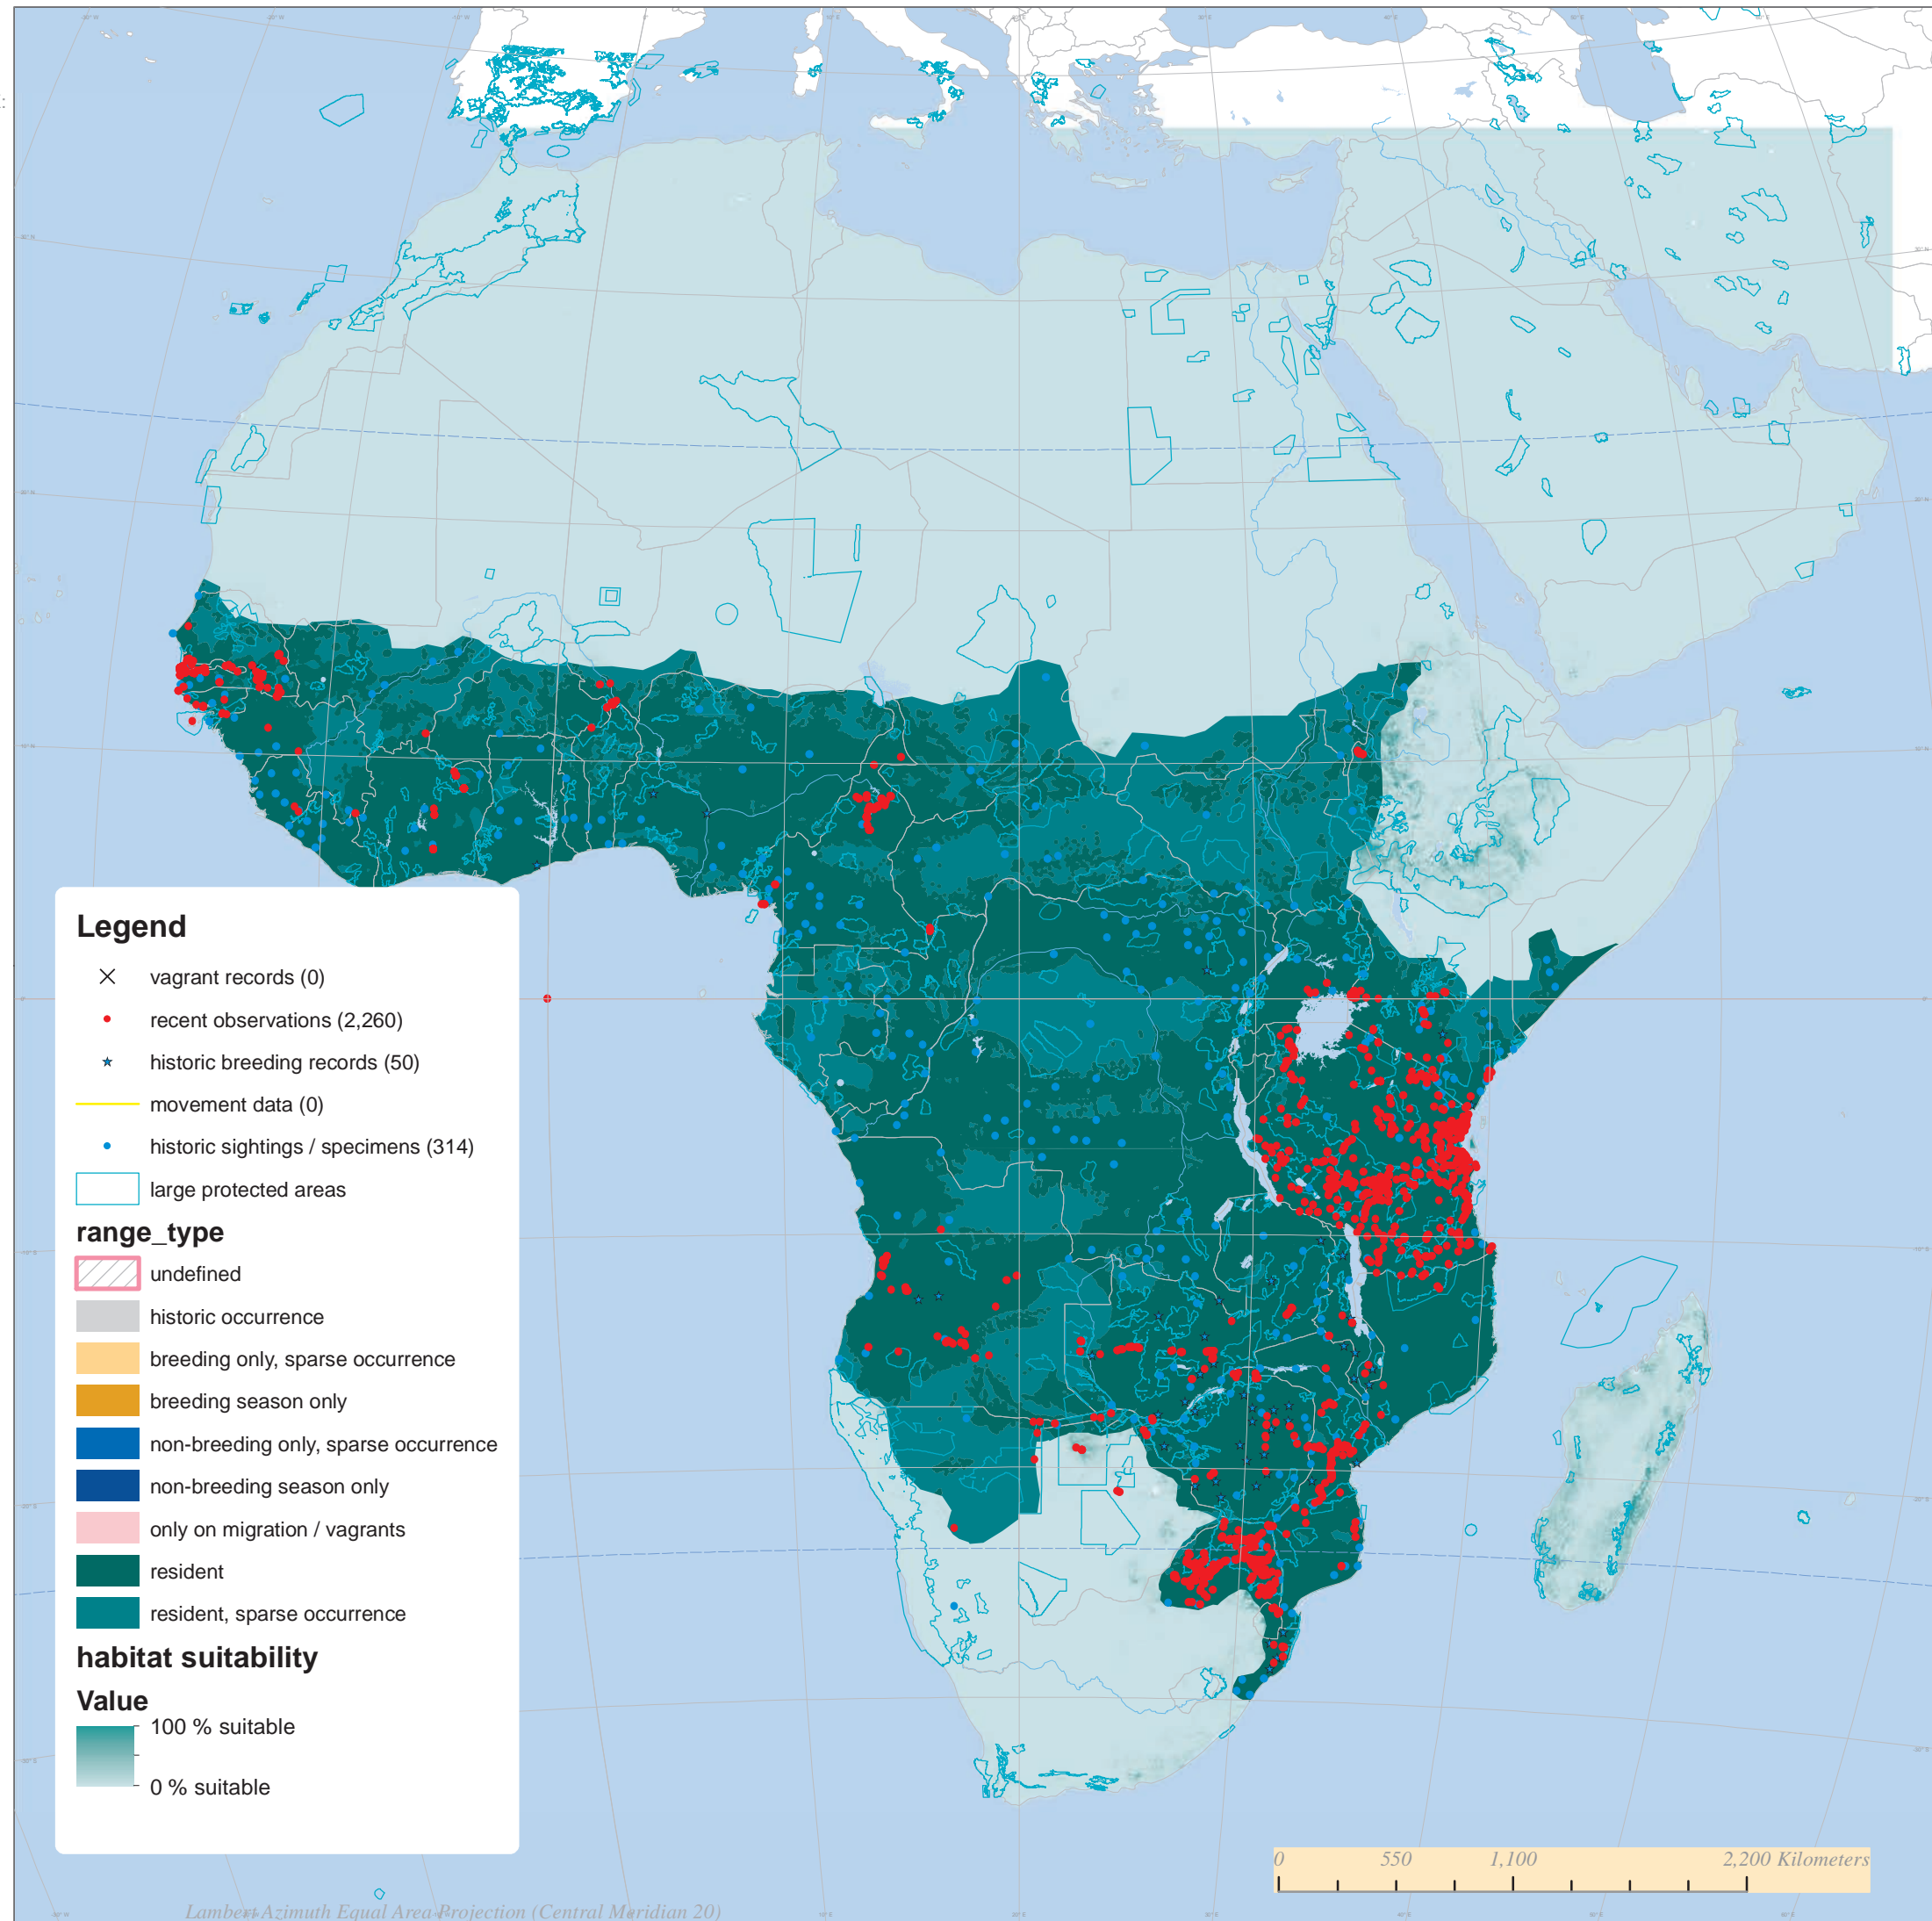 Legend
vagrant records (0)
recent observations (2,260)
historic breeding records (50)
movement data (0)
historic sightings / specimens (314)
large protected areas
range_type
undefined
historic occurrence
breeding only, sparse occurrence
breeding season only
non-breeding only, sparse occurrence
non-breeding season only
only on migration / vagrants
resident
resident, sparse occurrence
habitat suitability
Value
100 % suitable
0 % suitable
0 550 1,100 2,200 Kilometers
Lambert Azimuth Equal Area Projection (Central Meridian 20)